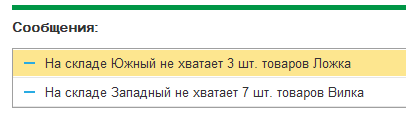 Сообщения:
На складе Южный не хватает 3 шт. товаров Ложка
На складе Западный не хватает 7 шт. товаров Вилка